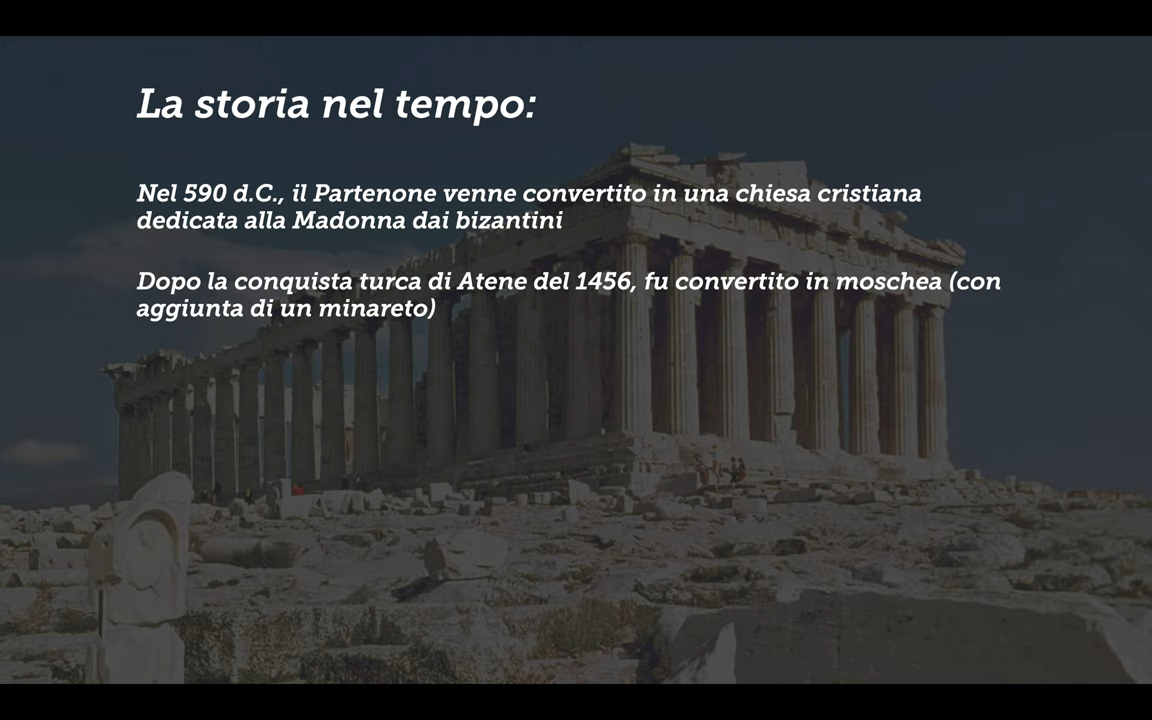 La storia nel tempo:
Nel 590 d.C., il Partenone venne convertito in una chiesa cristiana
dedicata alla Madonna dai bizantini
Dopo la conquista turca di Atene del 1456, fu convertito in moschea (con
aggiunta di un minareto)